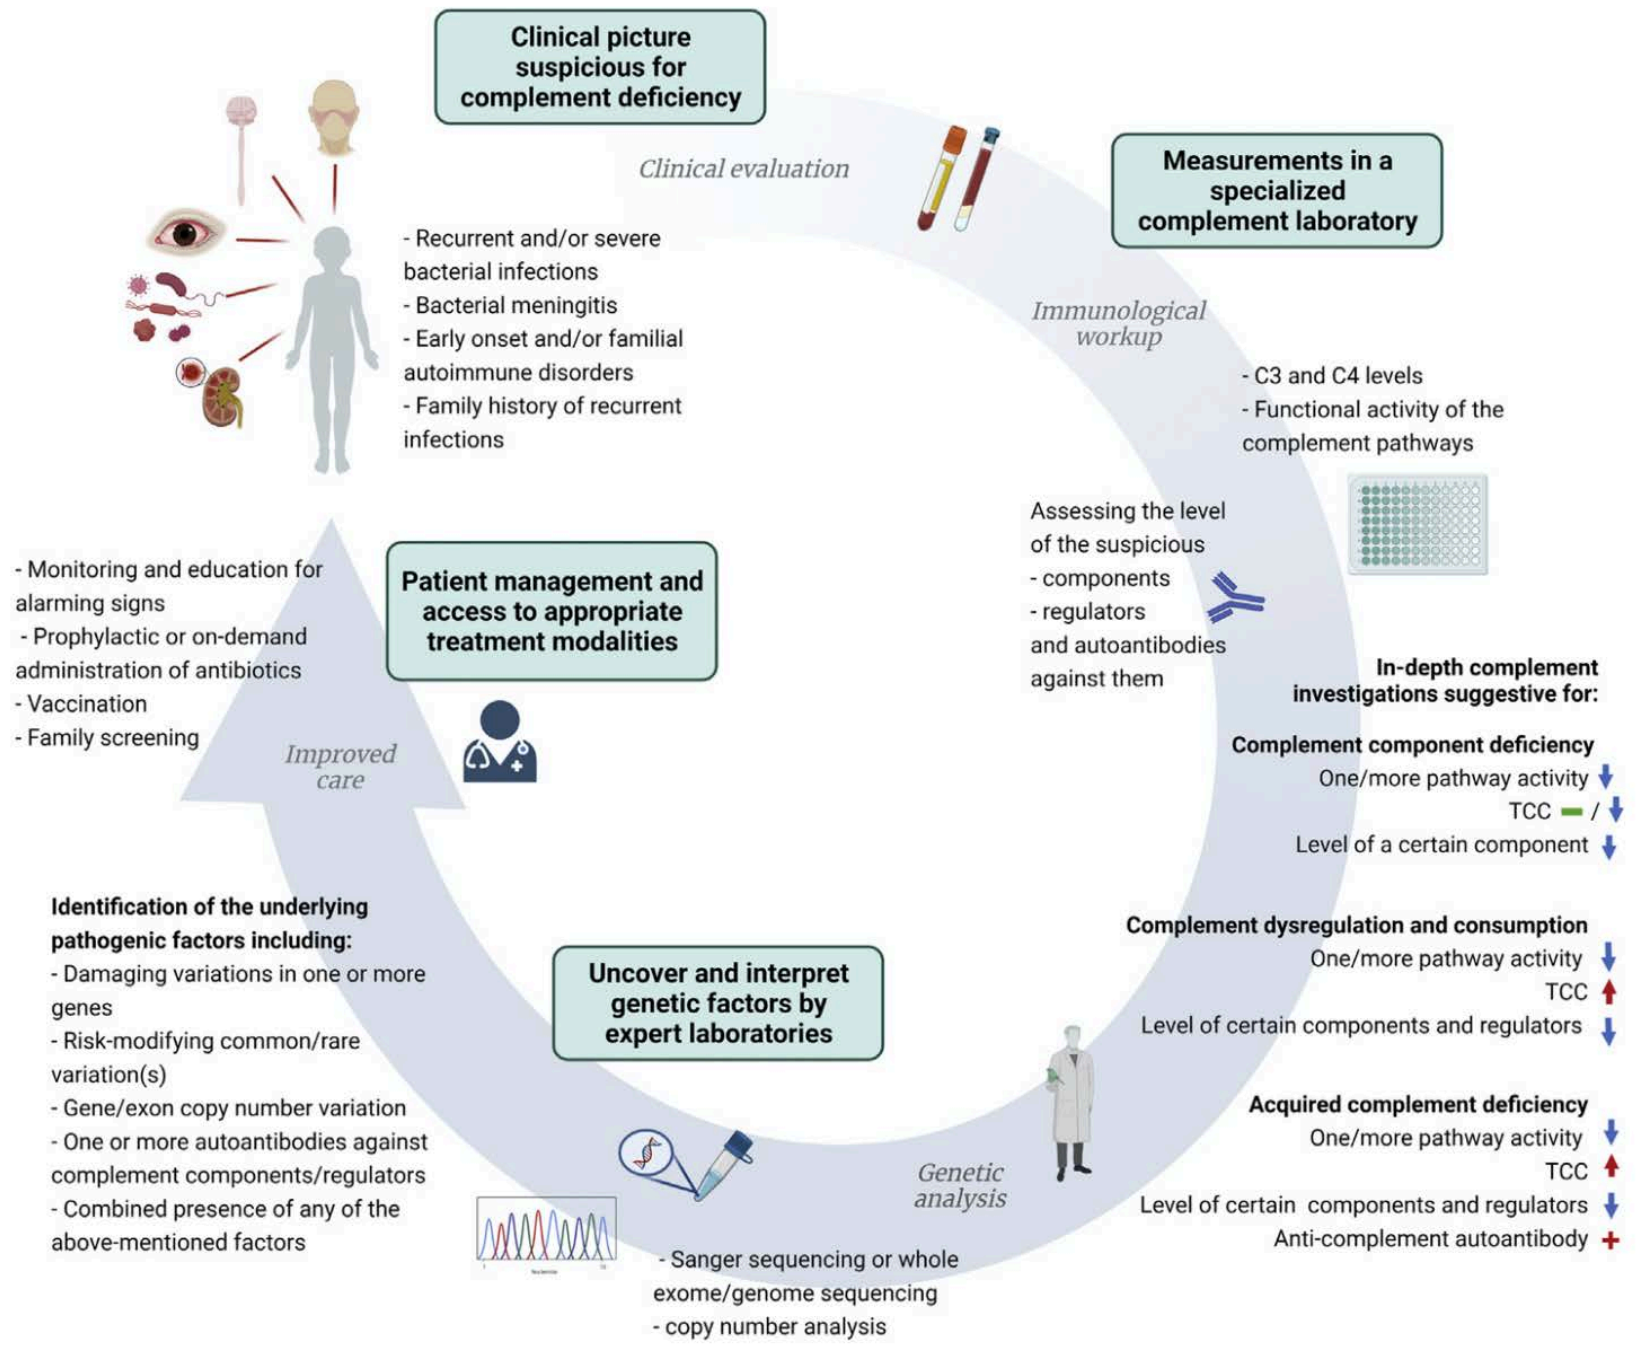 Clinical picture
suspicious for
complement deficiency
Clinical evaluation
- Recurrent and/or severe
bacterial infections
- Bacterial meningitis
- Early onset and/or familial
autoimmune disorders
- Family history of recurrent
infections
Measurements in a
specialized
complement laboratory
Immunological
workup
- C3 and C4 levels
- Functional activity of the
complement pathways
Assessing the level
of the suspicious
- components
- regulators
and autoantibodies
against them
In-depth complement
investigations suggestive for:
Complement component deficiency
One/more pathway activity
TCC /
Level of a certain component
Complement dysregulation and consumption
One/more pathway activity
TCC
Level of certain components and regulators
Acquired complement deficiency
One/more pathway activity
TCC
Level of certain components and regulators
Anti-complement autoantibody +
Uncover and interpret
genetic factors by
expert laboratories
Genetic
analysis
- Sanger sequencing or whole
exome/genome sequencing
- copy number analysis
Identification of the underlying
pathogenic factors including:
- Damaging variations in one or more
genes
- Risk-modifying common/rare
variation(s)
- Gene/exon copy number variation
- One or more autoantibodies against
complement components/regulators
- Combined presence of any of the
above-mentioned factors
Patient management and
access to appropriate
treatment modalities
Improved
care
- Monitoring and education for
alarming signs
- Prophylactic or on-demand
administration of antibiotics
- Vaccination
- Family screening